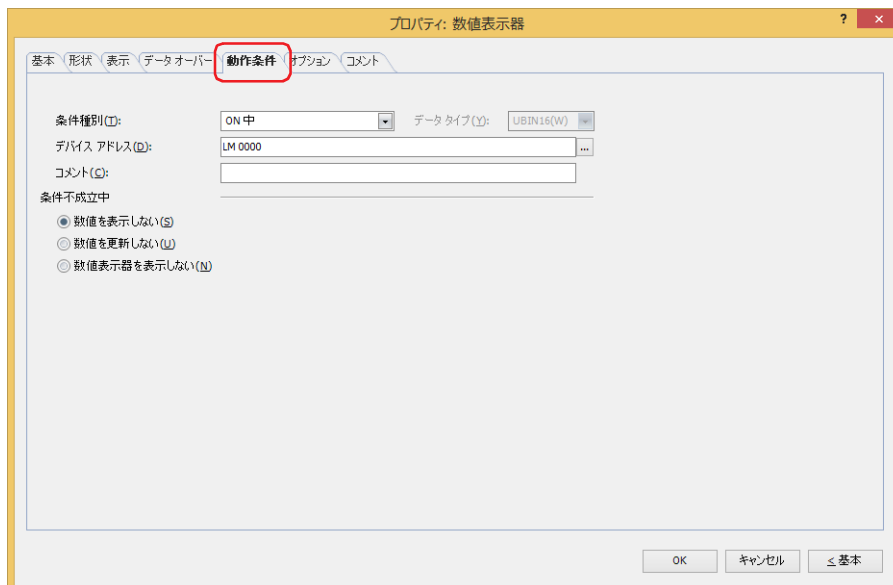 プロパティ: 数値表示器
? ×
基本 形状 表示 データオーバー 動作条件 オプション コメント
条件種別(T): ON 中 データタイプ(Y): UBIN16(W)
デバイス アドレス(D): LM 0000 ...
コメント(C):
条件不成立中
数値を表示しない(S)
数値を更新しない(U)
数値表示器を表示しない(N)
OK キャンセル < 基本